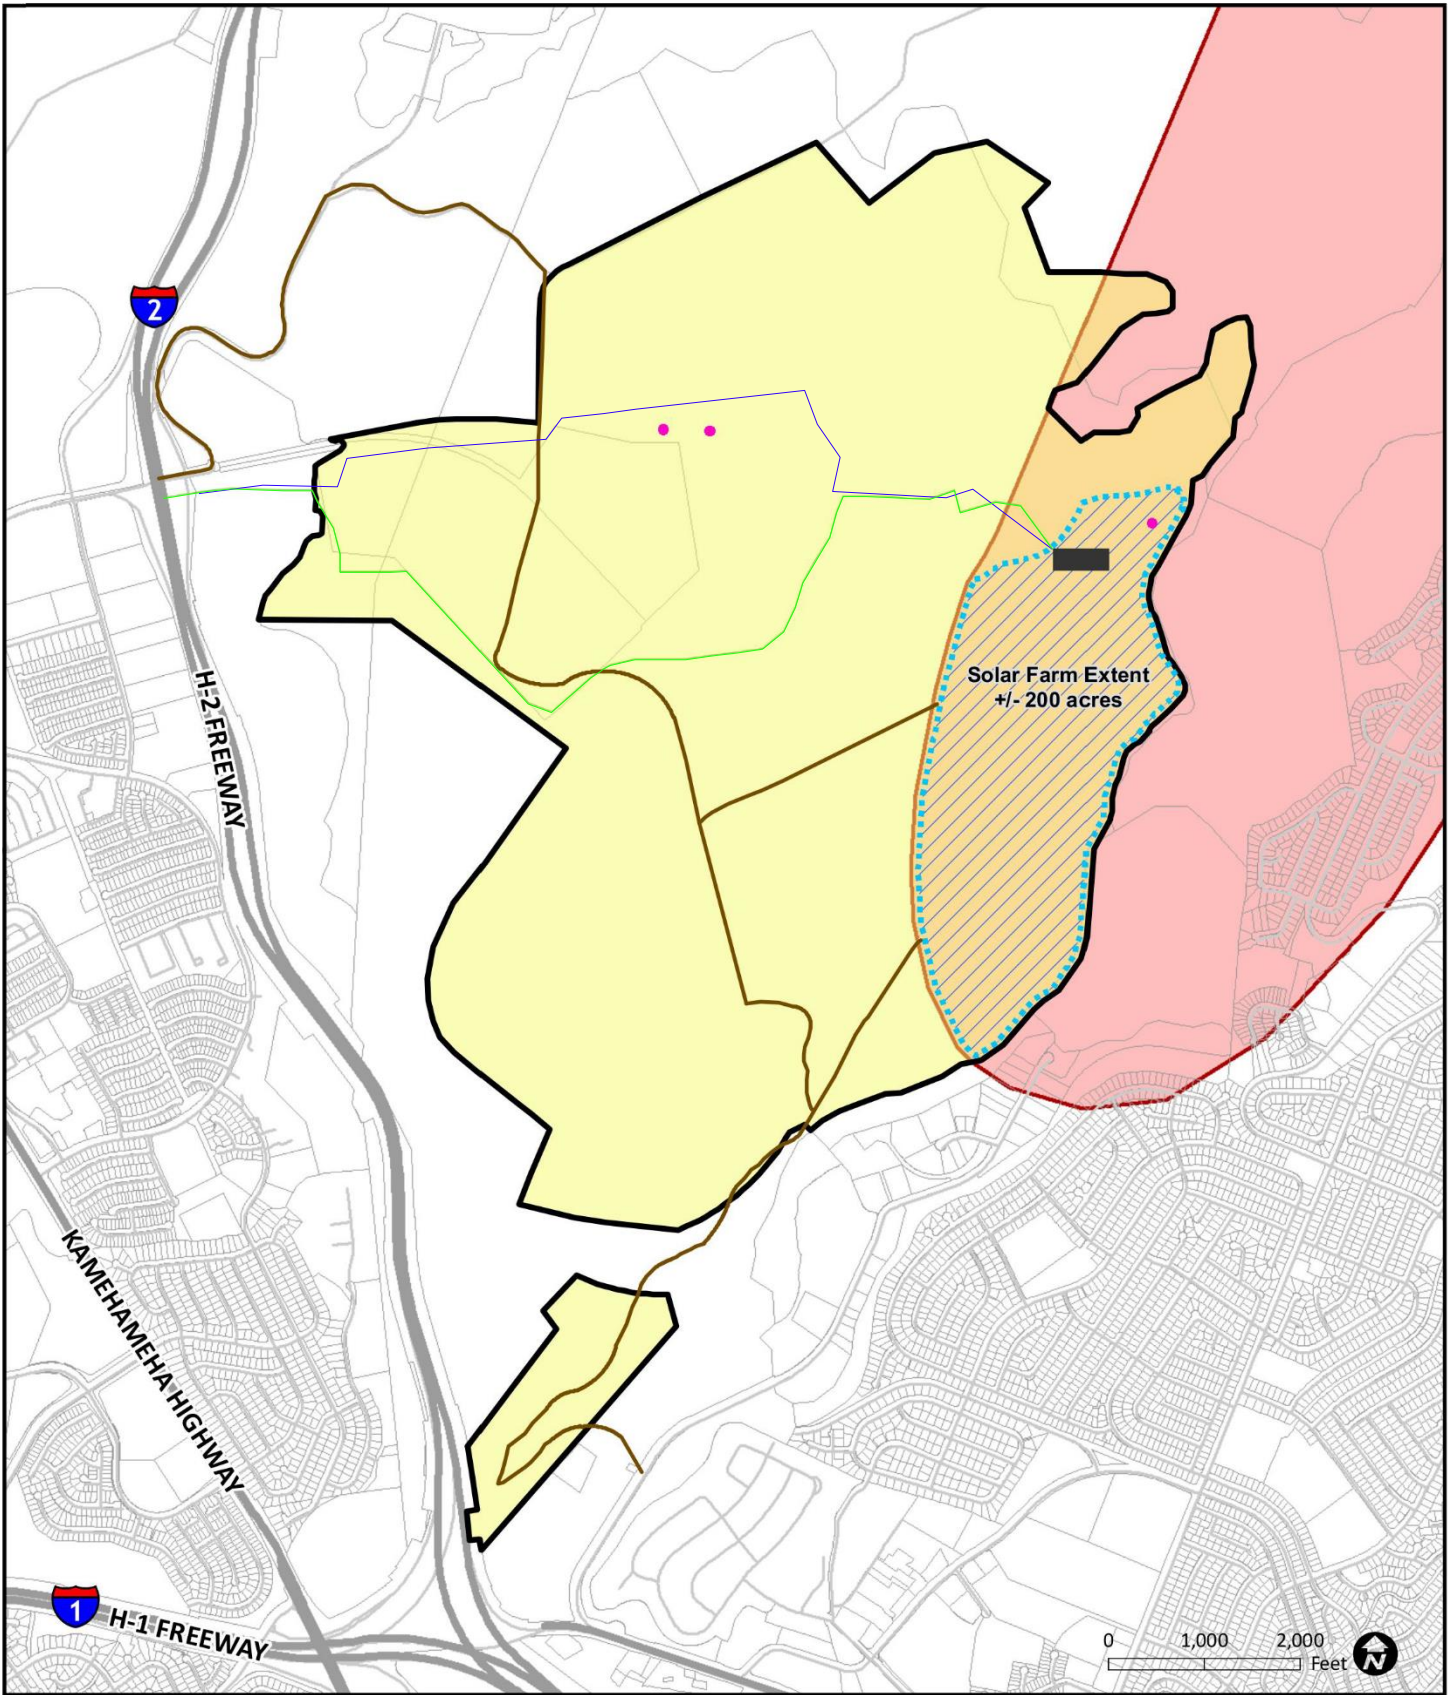 2
H-2 FREEWAY
Solar Farm Extent
+/- 200 acres
KAMEHAMEHA HIGHWAY
1
H-1 FREEWAY
0 1,000 2,000
Feet
N